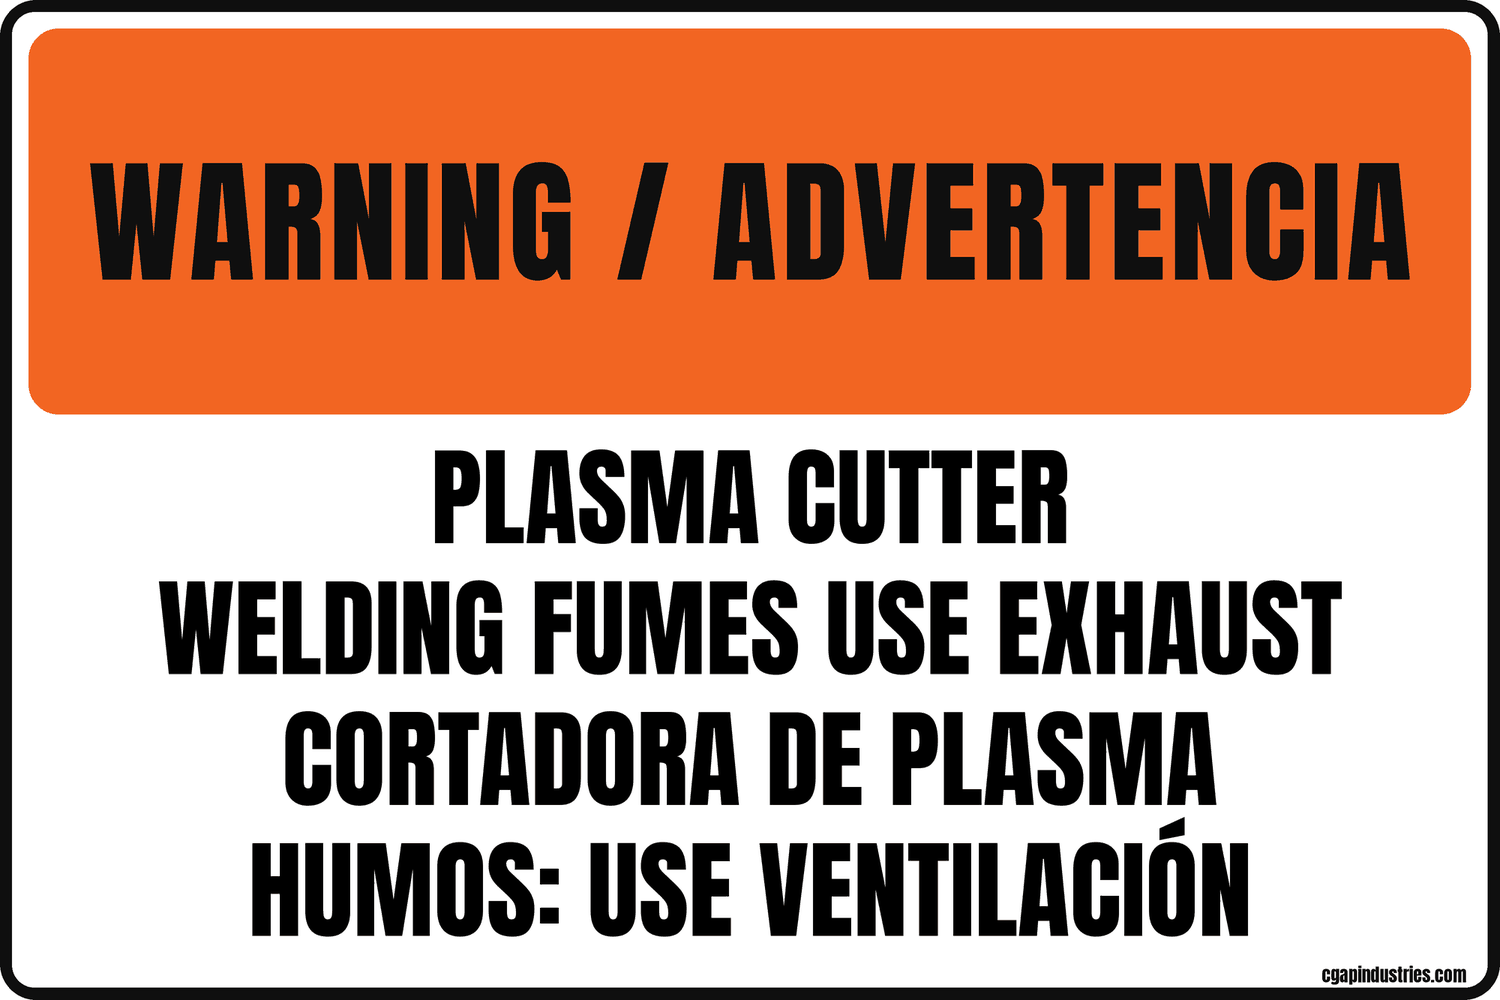 WARNING / ADVERTENCIA
PLASMA CUTTER
WELDING FUMES USE EXHAUST
CORTADORA DE PLASMA
HUMOS: USE VENTILACIÓN
cgapindustries.com